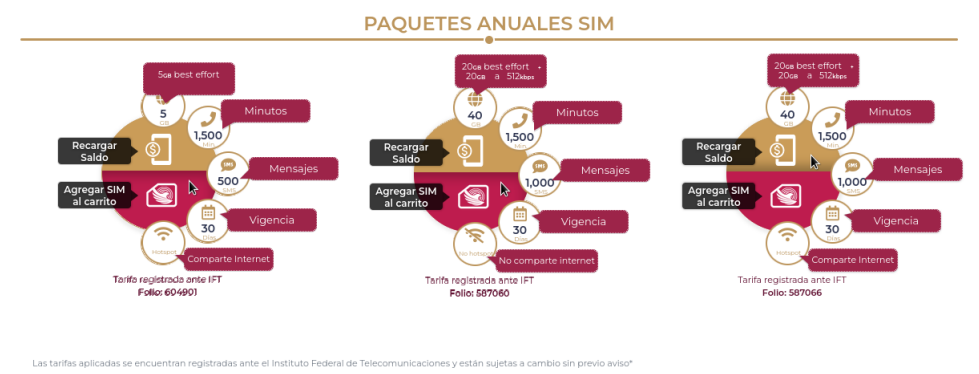 PAQUETES ANUALES SIM
5GB best effort
5
GB
Minutos
1,500
Min.
Recargar
Saldo
Mensajes
SMS
500
SMS
Agregar SIM
al carrito
Vigencia
30
Días
Hotspot
Comparte Internet
Tarifa registrada ante IFT
Folio: 604901
20GB best effort +
20GB a 512kbps
40
GB
Minutos
1,500
Min.
Recargar
Saldo
Mensajes
SMS
1,000
SMS
Agregar SIM
al carrito
Vigencia
30
Días
No hotspot
No comparte internet
Tarifa registrada ante IFT
Folio: 587060
20GB best effort +
20GB a 512kbps
40
GB
Minutos
1,500
Min.
Recargar
Saldo
Mensajes
SMS
1,000
SMS
Agregar SIM
al carrito
Vigencia
30
Días
Hotspot
Comparte Internet
Tarifa registrada ante IFT
Folio: 587066
Las tarifas aplicadas se encuentran registradas ante el Instituto Federal de Telecomunicaciones y están sujetas a cambio sin previo aviso*